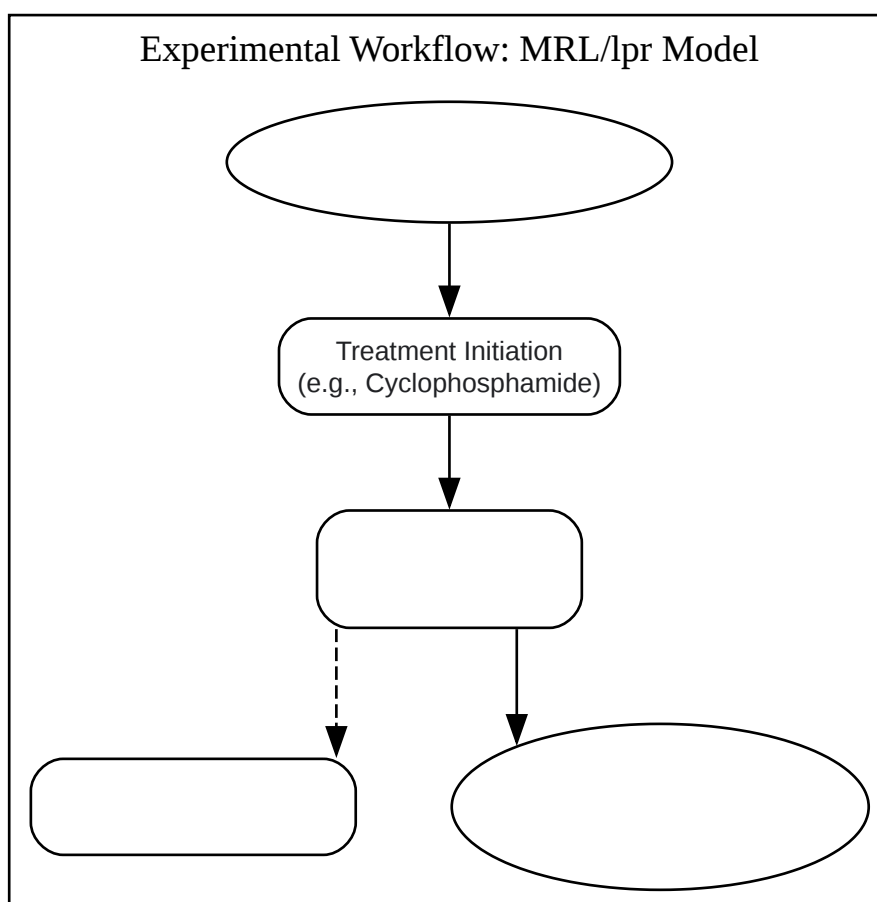 Experimental Workflow: MRL/lpr Model
Treatment Initiation
(e.g., Cyclophosphamide)